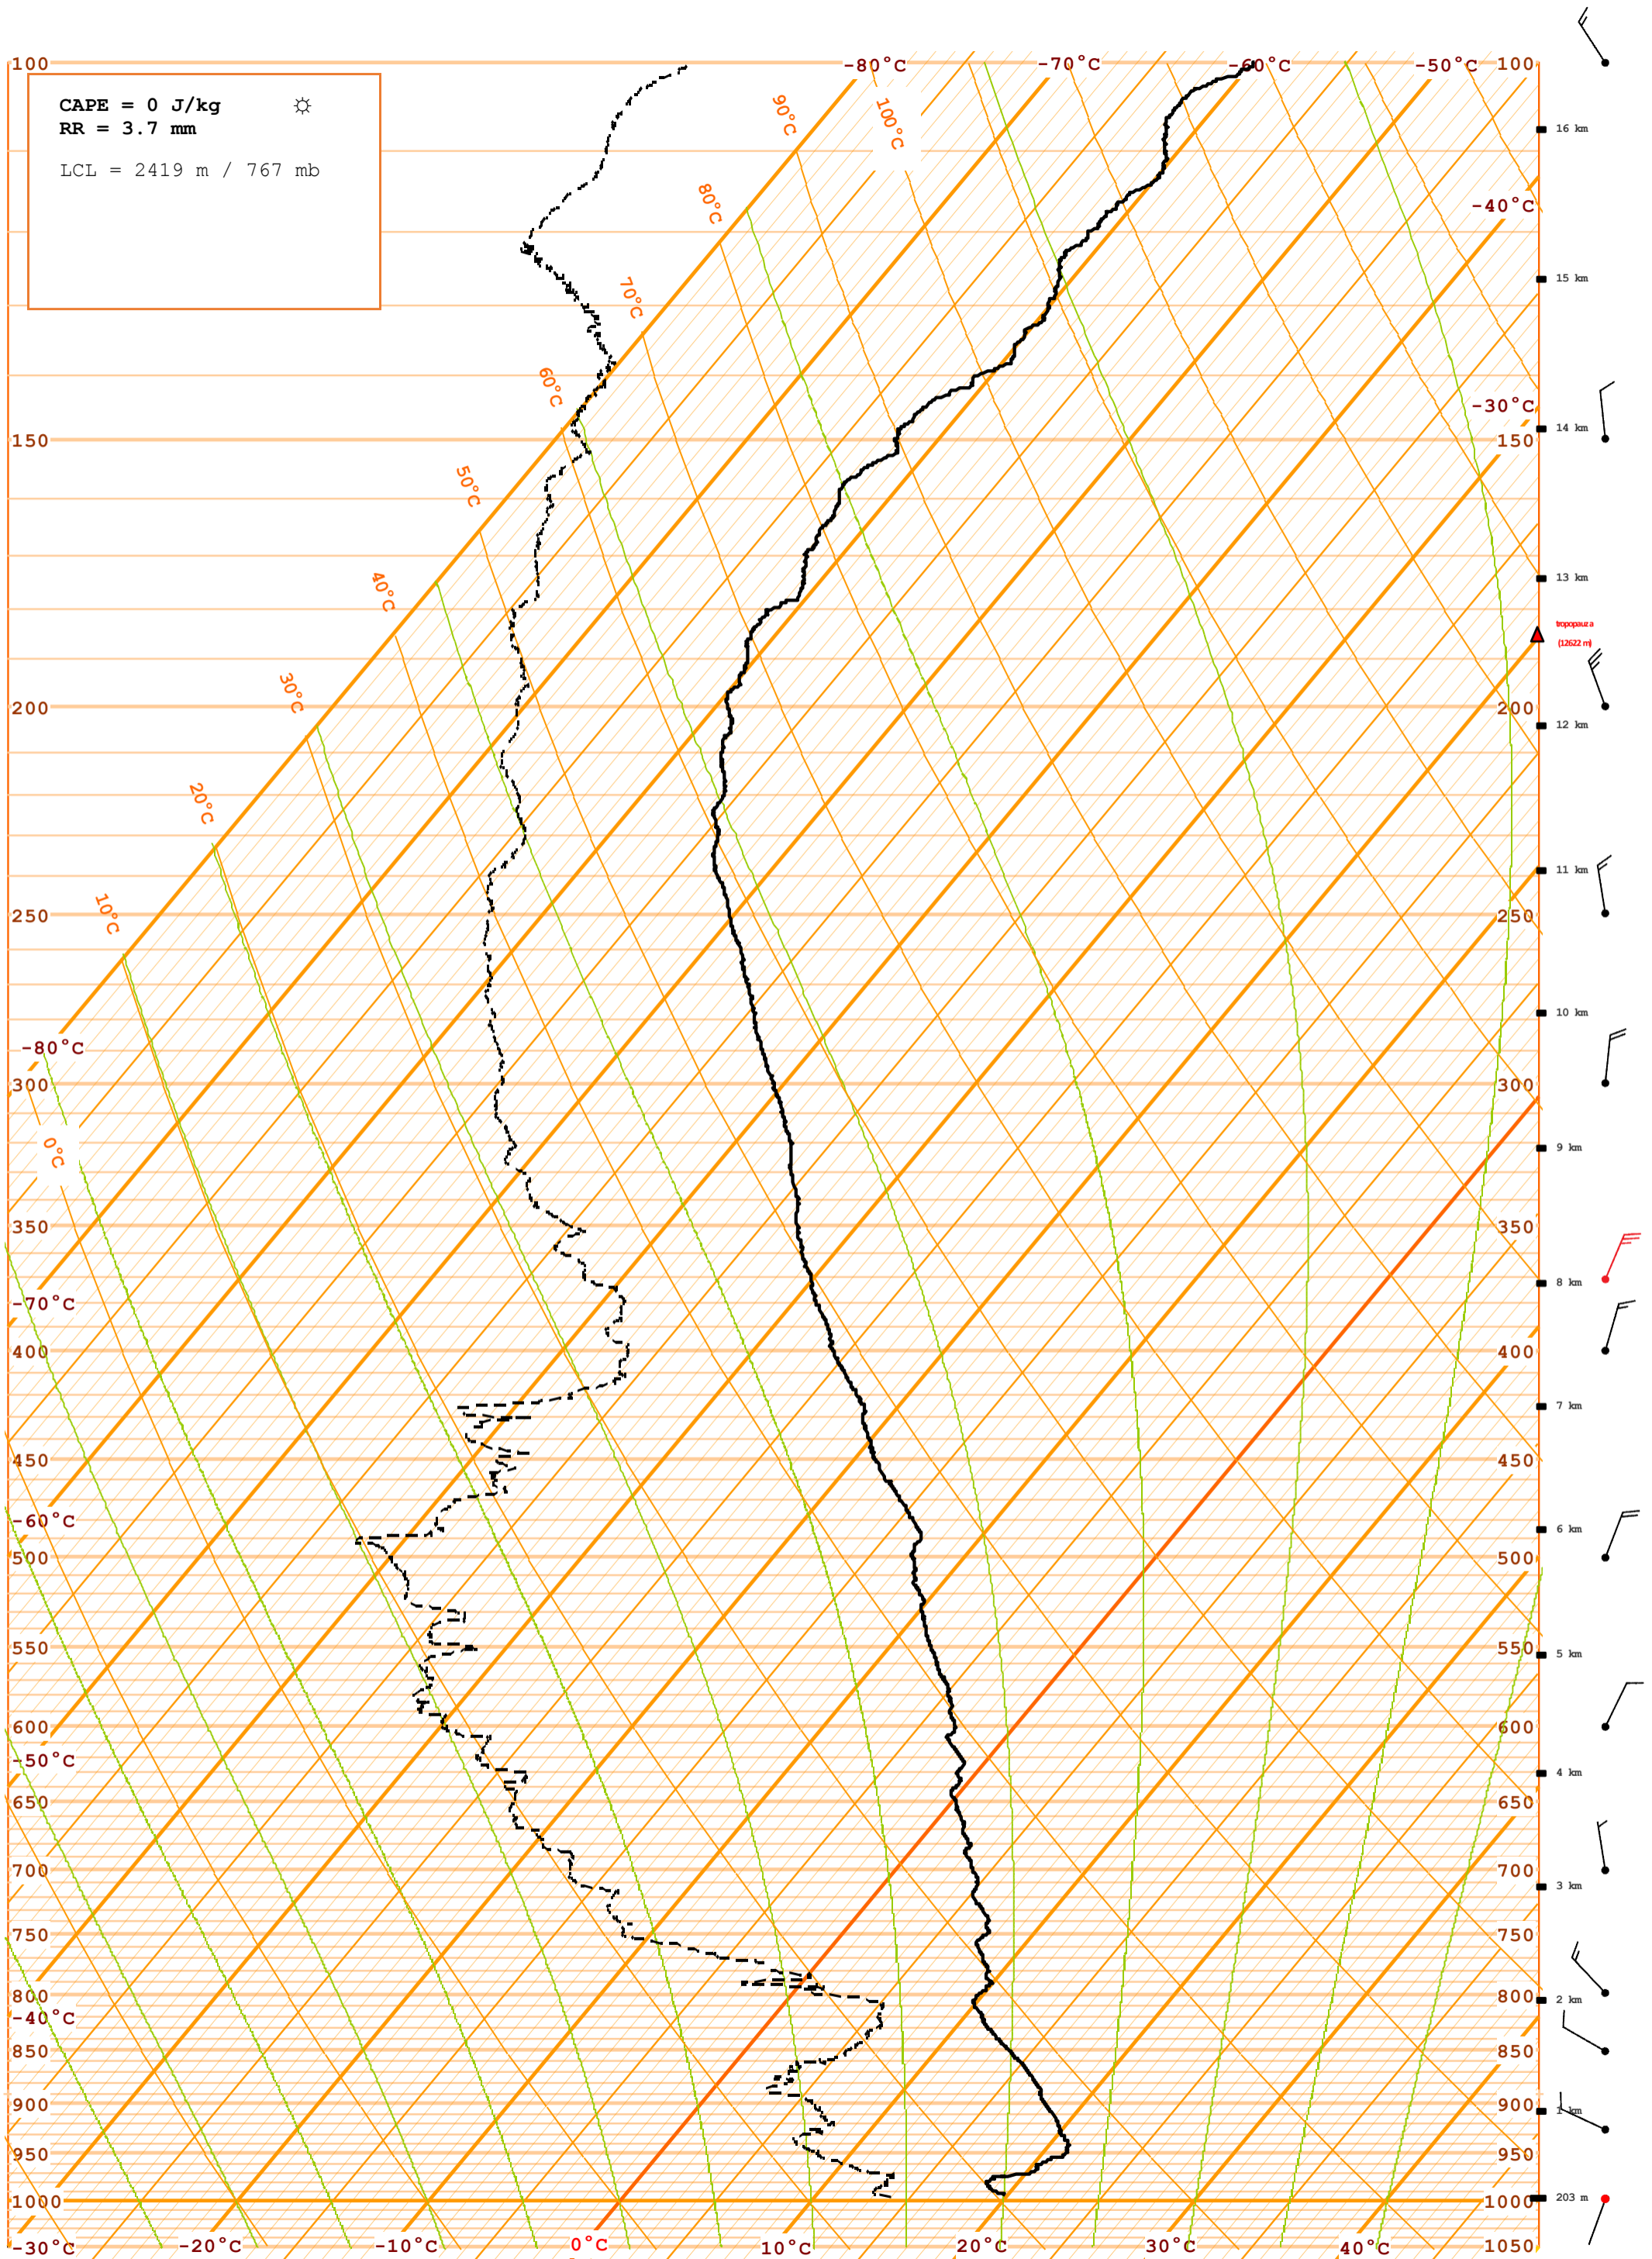 -80°C -70°C -60°C -50°C
100 100
90°C 100°C
CAPE = 0 J/kg ☼
RR = 3.7 mm
16 km
LCL = 2419 m / 767 mb
80°C
-40°C
15 km
70°C
60°C
-30°C
14 km
150 150
50°C
40°C
13 km
tropopauza
(12622 m)
30°C
200 200
12 km
20°C
11 km
10°C
250 250
10 km
-80°C
300 300
0°C
9 km
350 350
8 km
-70°C
400 400
7 km
450 450
-60°C
6 km
500 500
550 550
5 km
600 600
-50°C
4 km
650 650
700 700
3 km
750 750
800 800
2 km
-40°C
850 850
900 900
1 km
950 950
1000 1000
203 m
-30°C -20°C -10°C 0°C 10°C 20°C 30°C 40°C 1050